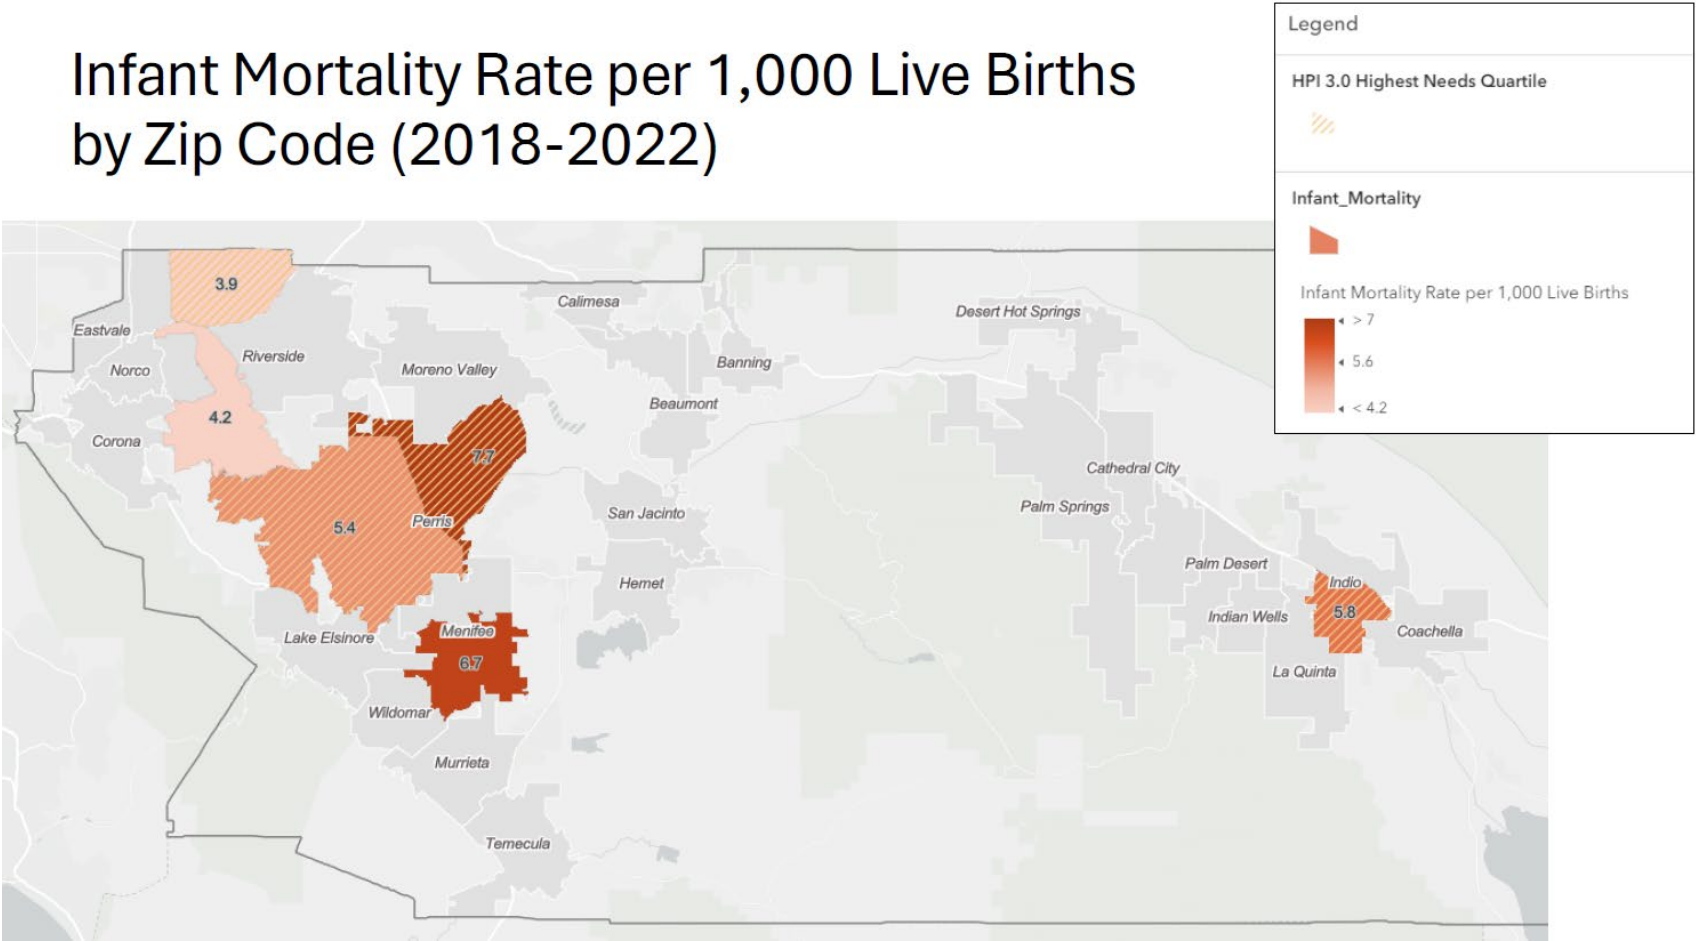 Infant Mortality Rate per 1,000 Live Births
by Zip Code (2018-2022)
Legend
HPI 3.0 Highest Needs Quartile
Infant_Mortality
Infant Mortality Rate per 1,000 Live Births
> 7
5.6
< 4.2
3.9
Calimesa
Desert Hot Springs
Eastvale
Riverside
Norco
Moreno Valley
Banning
Beaumont
4.2
Corona
7.7
Cathedral City
Palm Springs
San Jacinto
Perris
5.4
Palm Desert
Hemet
Indio
5.8
Indian Wells
Coachella
Lake Elsinore
Menifee
6.7
La Quinta
Wildomar
Murrieta
Temecula